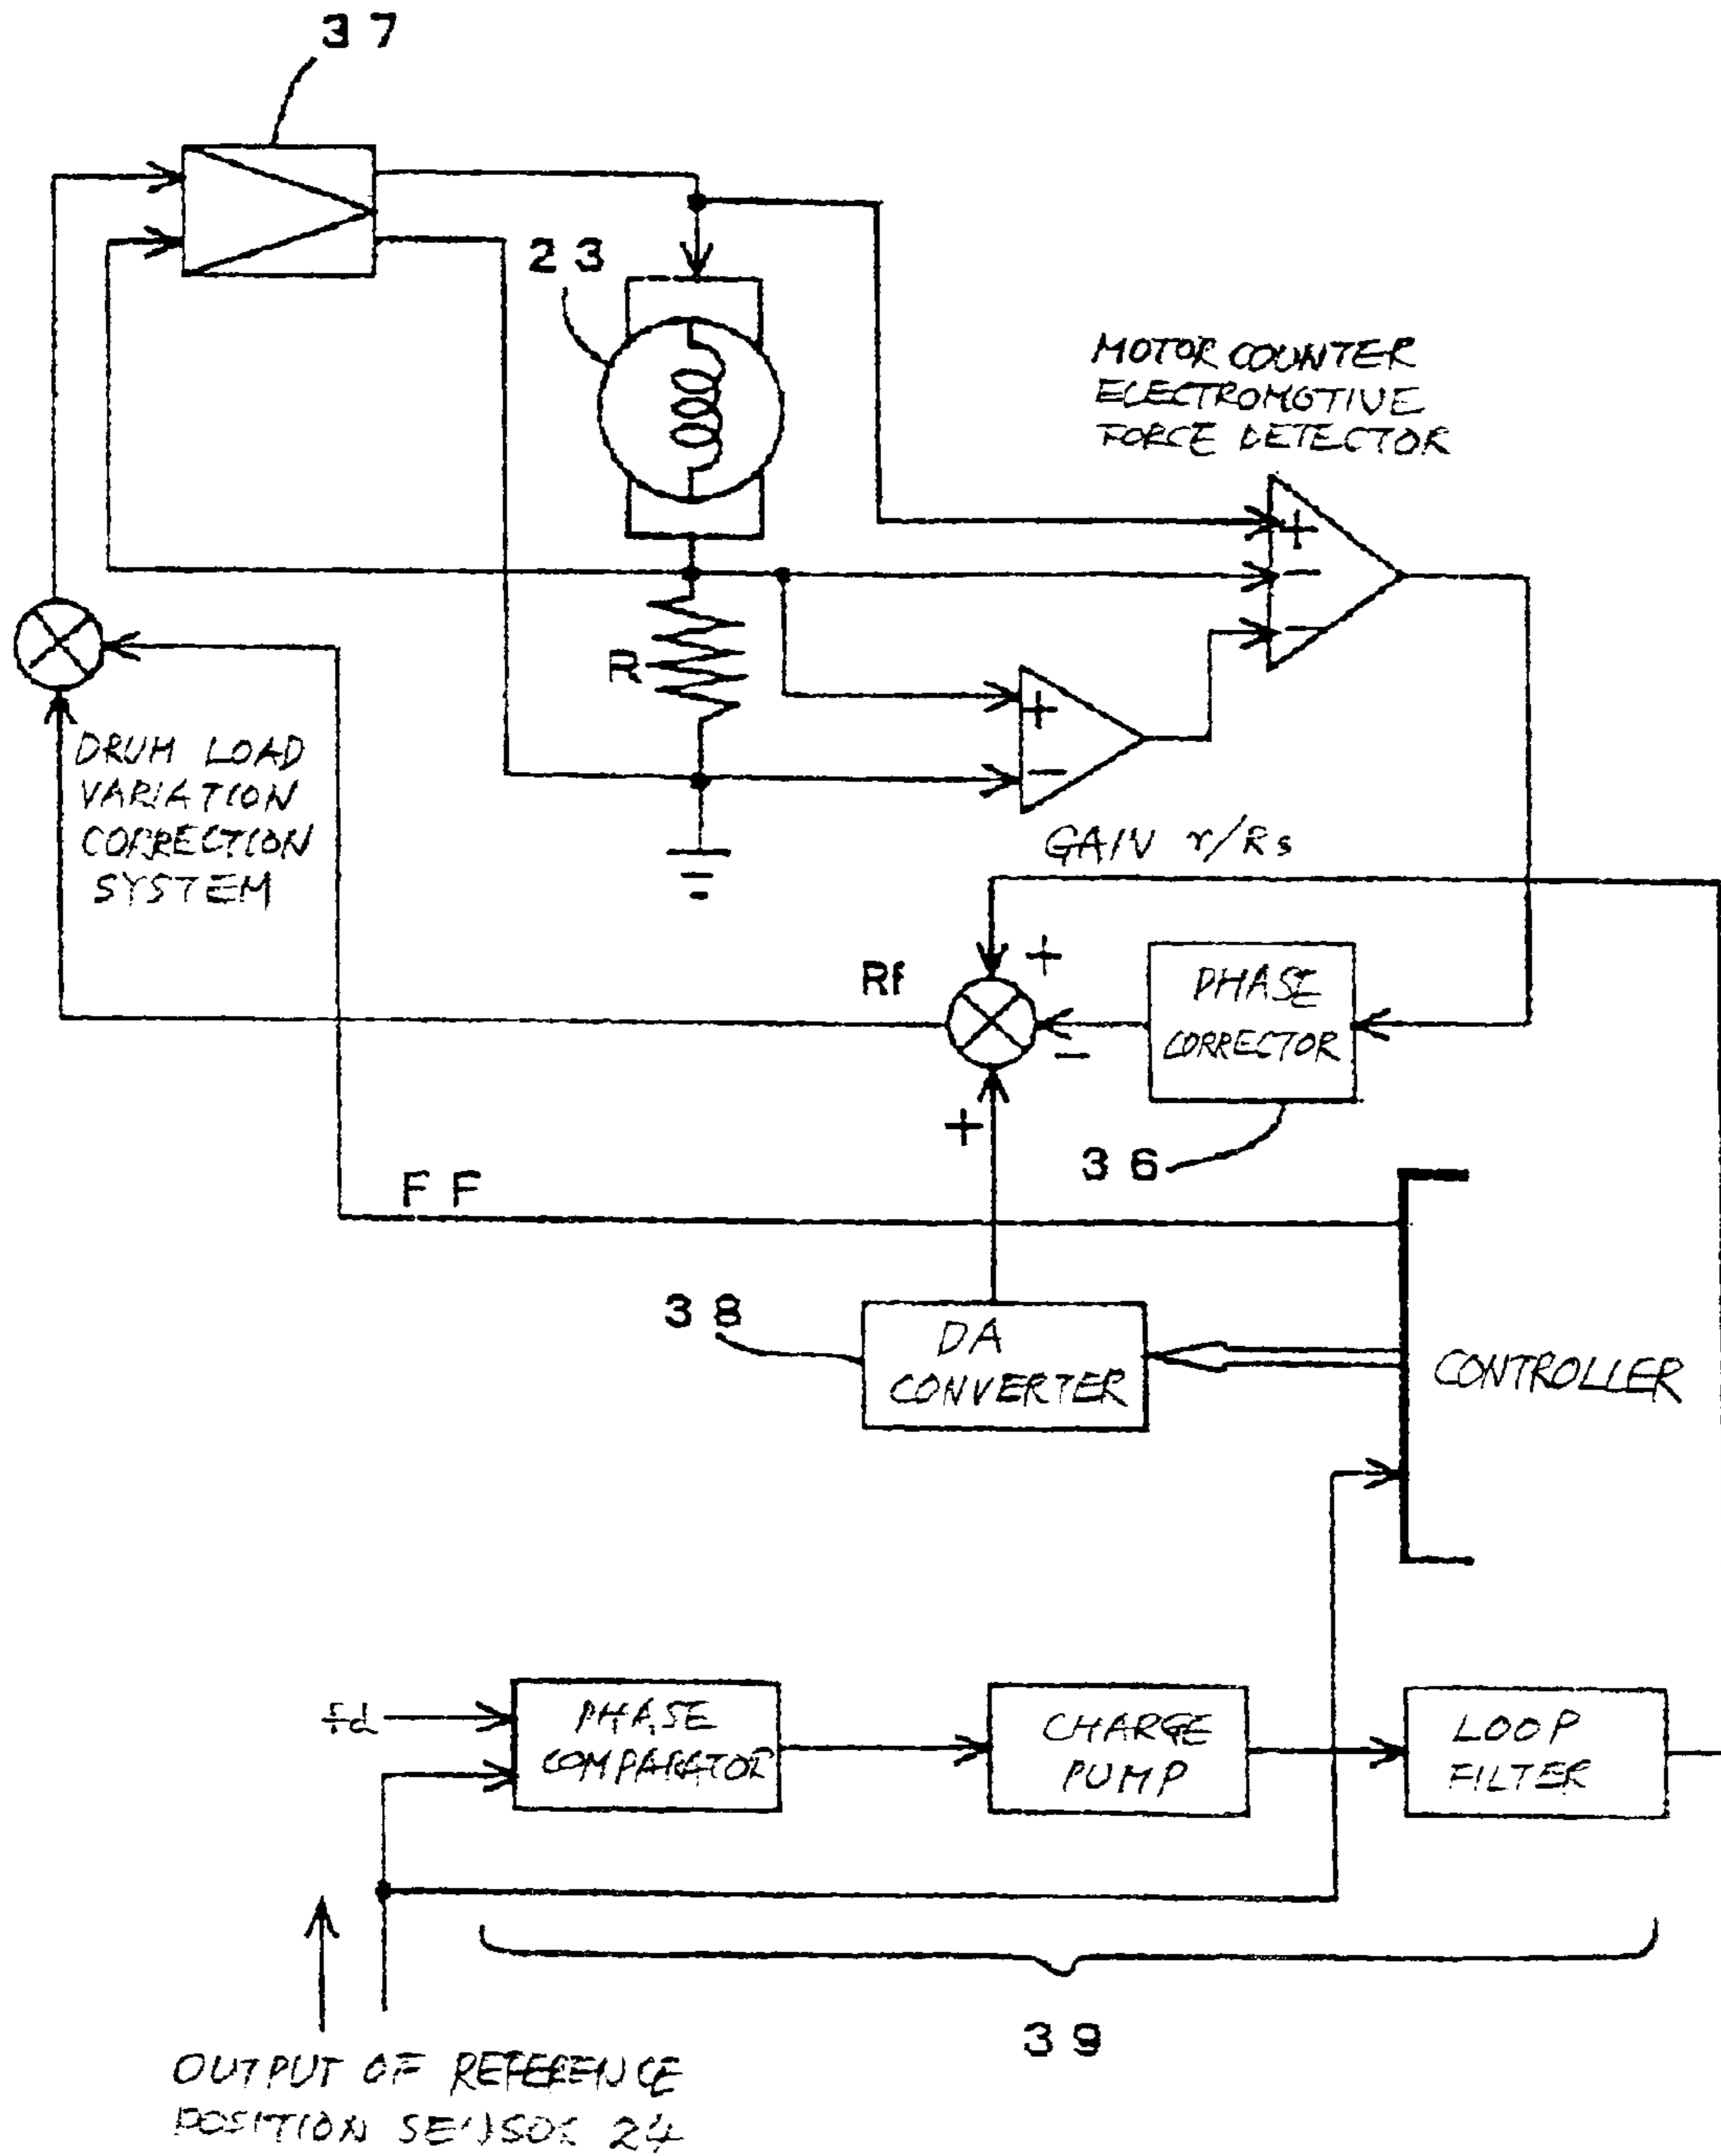 37
23
MOTOR COUNTER
ELECTROMOTIVE
FORCE DETECTOR
+
-
-
R
+
-
DRUM LOAD
VARIATION
CORRECTION
SYSTEM
GAIN r/Rs
+
Rf
PHASE
CORRECTOR
-
+
36
FF
38
DA
CONVERTER
CONTROLLER
fd
PHASE
COMPARATOR
CHARGE
PUMP
LOOP
FILTER
39
OUTPUT OF REFERENCE
POSITION SENSOR 24